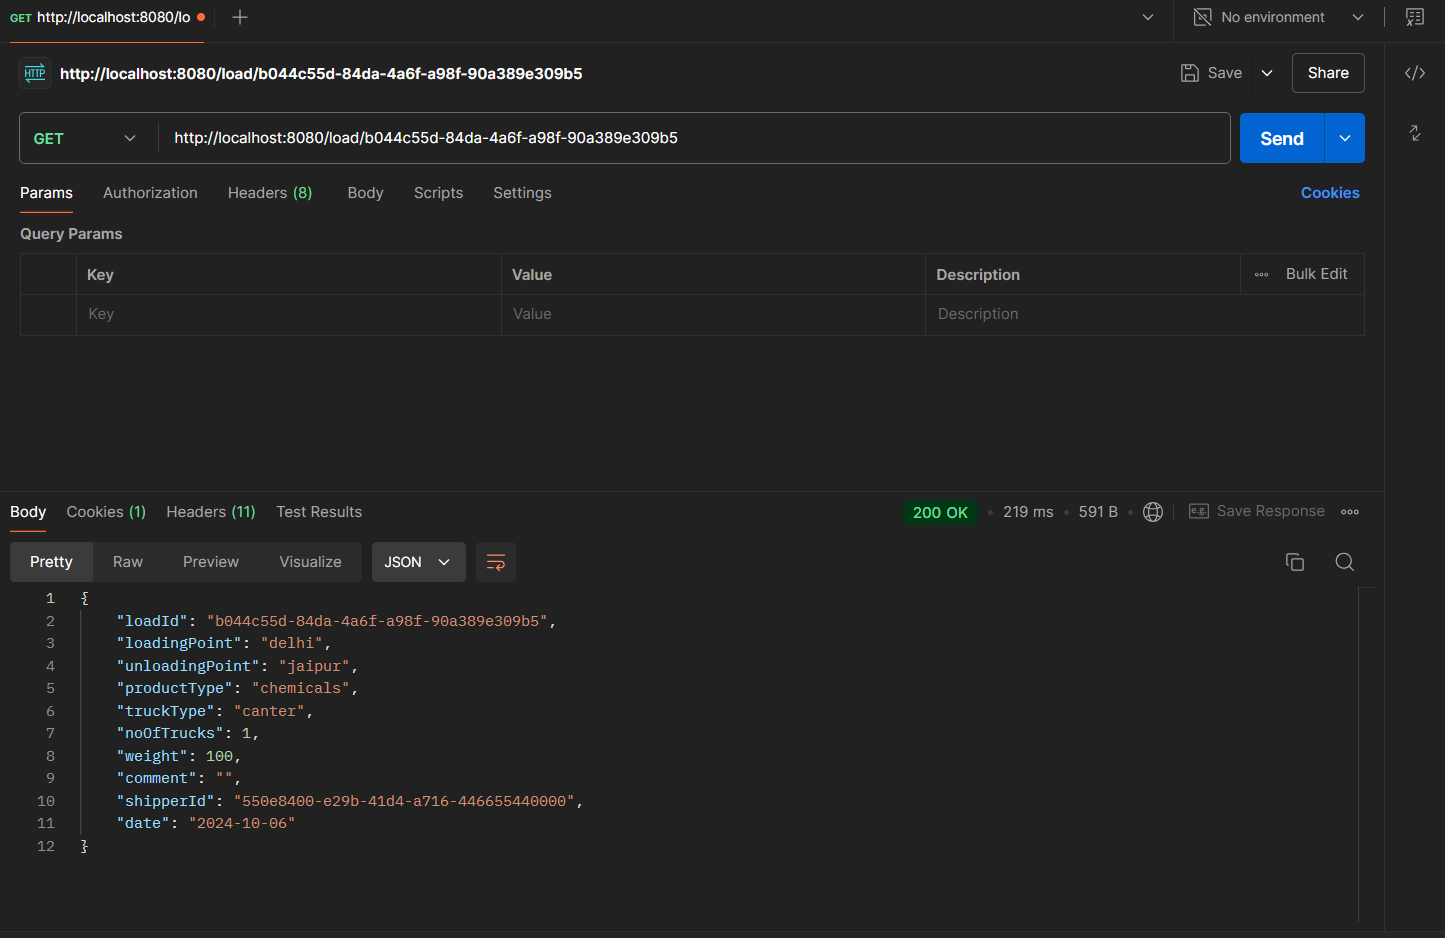 GET http://localhost:8080/lo
No environment
HTTP http://localhost:8080/load/b044c55d-84da-4a6f-a98f-90a389e309b5
Save
Share
GET
http://localhost:8080/load/b044c55d-84da-4a6f-a98f-90a389e309b5
Send
Params Authorization Headers (8) Body Scripts Settings
Cookies
Query Params
Key Value Description Bulk Edit
Key Value Description
Body Cookies (1) Headers (11) Test Results
200 OK 219 ms 591 B e.g. Save Response
Pretty Raw Preview Visualize JSON
1 {
2 "loadId": "b044c55d-84da-4a6f-a98f-90a389e309b5",
3 "loadingPoint": "delhi",
4 "unloadingPoint": "jaipur",
5 "productType": "chemicals",
6 "truckType": "canter",
7 "noOfTrucks": 1,
8 "weight": 100,
9 "comment": "",
10 "shipperId": "550e8400-e29b-41d4-a716-446655440000",
11 "date": "2024-10-06"
12 }